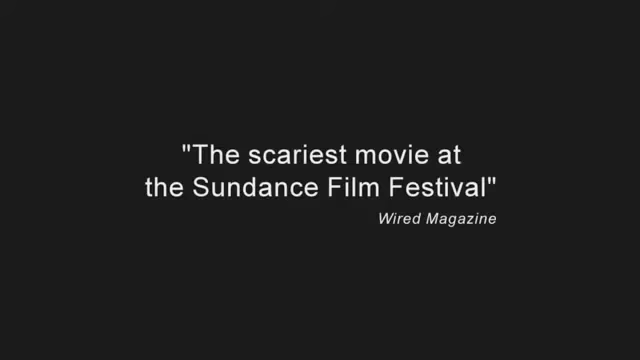 "The scariest movie at
the Sundance Film Festival"
Wired Magazine